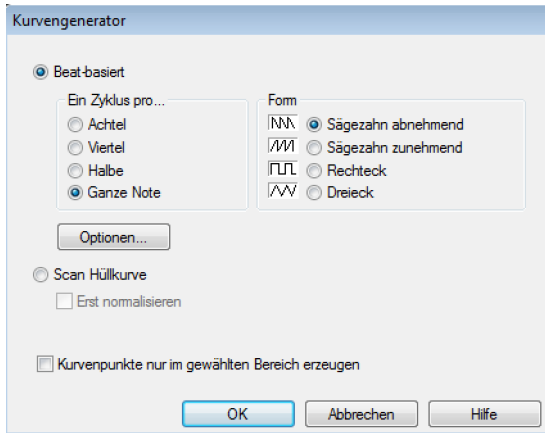 Kurvengenerator
Beat-basiert
Ein Zyklus pro...
Achtel
Viertel
Halbe
Ganze Note
Form
Sägezahn abnehmend
Sägezahn zunehmend
Rechteck
Dreieck
Optionen...
Scan Hüllkurve
Erst normalisieren
Kurvenpunkte nur im gewählten Bereich erzeugen
OK
Abbrechen
Hilfe